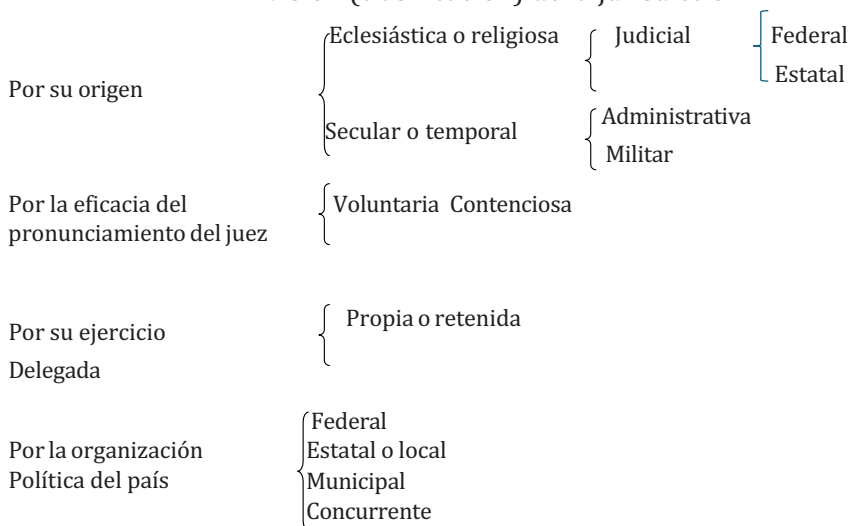 Eclesiástica o religiosa Judicial Federal
Estatal
Por su origen
Administrativa
Secular o temporal
Militar
Por la eficacia del Voluntaria Contenciosa
pronunciamiento del juez
Propia o retenida
Por su ejercicio
Delegada
Federal
Por la organización Estatal o local
Política del país Municipal
Concurrente